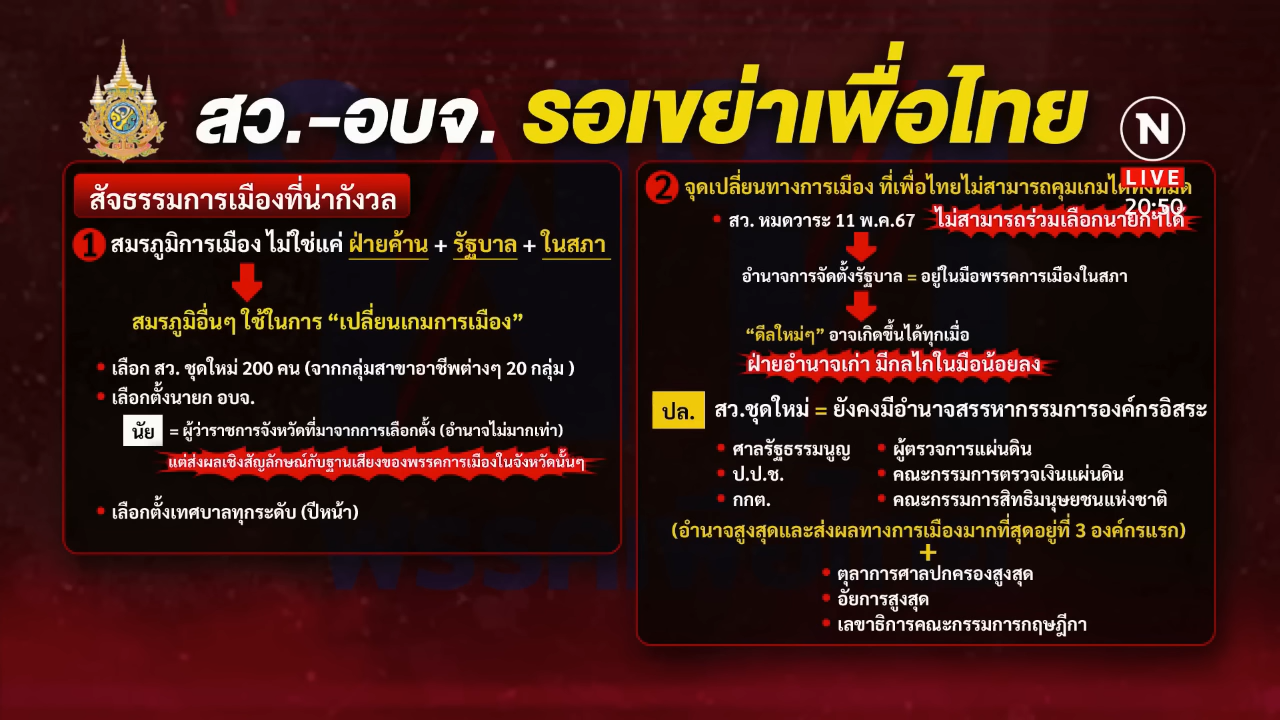 สว.-อบจ. รอเขย่าเพื่อไทย
N
LIVE
20:50
สัจธรรมการเมืองที่น่ากังวล
1 สมรภูมิการเมือง ไม่ใช่แค่ ฝ่ายค้าน + รัฐบาล + ในสภา
สมรภูมิอื่นๆ ใช้ในการ “เปลี่ยนเกมการเมือง”
• เลือก สว. ชุดใหม่ 200 คน (จากกลุ่มสาขาอาชีพต่างๆ 20 กลุ่ม )
• เลือกตั้งนายก อบจ.
นัย = ผู้ว่าราชการจังหวัดที่มาจากการเลือกตั้ง (อำนาจไม่มากเท่า)
แต่ส่งผลเชิงสัญลักษณ์กับฐานเสียงของพรรคการเมืองในจังหวัดนั้นๆ
• เลือกตั้งเทศบาลทุกระดับ (ปีหน้า)
2 จุดเปลี่ยนทางการเมือง ที่เพื่อไทยไม่สามารถคุมเกมได้ทั้งหมด
• สว. หมดวาระ 11 พ.ค.67 ไม่สามารถร่วมเลือกนายกฯได้
อำนาจการจัดตั้งรัฐบาล = อยู่ในมือพรรคการเมืองในสภา
“ดีลใหม่ๆ” อาจเกิดขึ้นได้ทุกเมื่อ
ฝ่ายอำนาจเก่า มีกลไกในมือน้อยลง
ปล. สว.ชุดใหม่ = ยังคงมีอำนาจสรรหากรรมการองค์กรอิสระ
• ศาลรัฐธรรมนูญ • ผู้ตรวจการแผ่นดิน
• ป.ป.ช. • คณะกรรมการตรวจเงินแผ่นดิน
• กกต. • คณะกรรมการสิทธิมนุษยชนแห่งชาติ
(อำนาจสูงสุดและส่งผลทางการเมืองมากที่สุดอยู่ที่ 3 องค์กรแรก)
+
• ตุลาการศาลปกครองสูงสุด
• อัยการสูงสุด
• เลขาธิการคณะกรรมการกฤษฎีกา